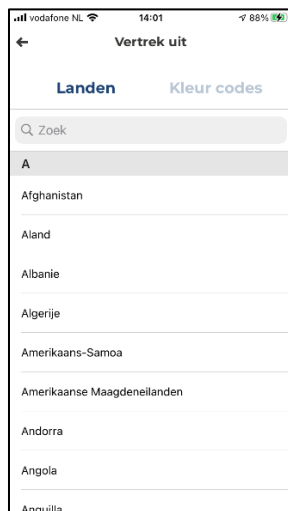 vodafone NL 14:01 88%
Vertrek uit
Landen Kleur codes
Zoek
A
Afghanistan
Aland
Albanie
Algerije
Amerikaans-Samoa
Amerikaanse Maagdeneilanden
Andorra
Angola
Anguilla